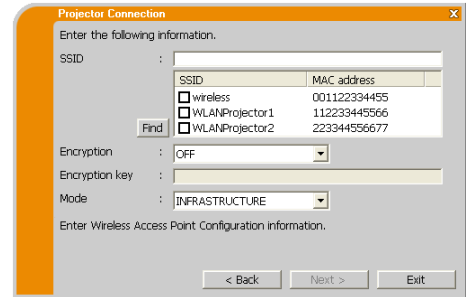 Projector Connection x
Enter the following information.
SSID :
SSID MAC address
wireless 001122334455
WLANProjector1 112233445566
Find WLANProjector2 223344556677
Encryption : OFF
Encryption key :
Mode : INFRASTRUCTURE
Enter Wireless Access Point Configuration information.
< Back Next > Exit